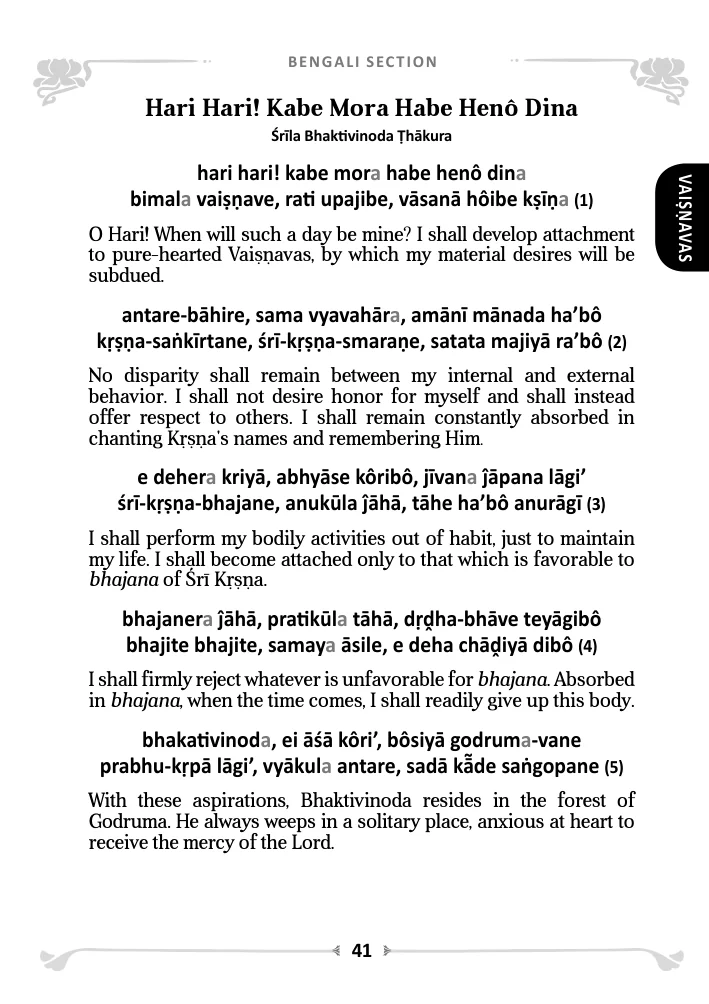 BENGALI SECTION
Hari Hari! Kabe Mora Habe Henô Dina
Śrīla Bhaktivinoda Ṭhākura
hari hari! kabe mora habe henô dina
bimala vaiṣṇave, rati upajibe, vāsanā hôibe kṣīṇa (1)
VAIṢṆAVAS
O Hari! When will such a day be mine? I shall develop attachment
to pure-hearted Vaiṣṇavas, by which my material desires will be
subdued.
antare-bāhire, sama vyavahāra, amānī mānada ha'bô
kṛṣṇa-saṅkīrtane, śrī-kṛṣṇa-smaraṇe, satata majiyā ra'bô (2)
No disparity shall remain between my internal and external
behavior. I shall not desire honor for myself and shall instead
offer respect to others. I shall remain constantly absorbed in
chanting Kṛṣṇa's names and remembering Him.
e dehera kriyā, abhyāse kôribô, jīvana ĵāpana lāgi'
śrī-kṛṣṇa-bhajane, anukūla ĵāhā, tāhe ha'bô anurāgī (3)
I shall perform my bodily activities out of habit, just to maintain
my life. I shall become attached only to that which is favorable to
bhajana of Śrī Kṛṣṇa.
bhajanera ĵāhā, pratikūla tāhā, dṛḓha-bhāve teyāgibô
bhajite bhajite, samaya āsile, e deha chāḓiyā dibô (4)
I shall firmly reject whatever is unfavorable for bhajana. Absorbed
in bhajana, when the time comes, I shall readily give up this body.
bhakativinoda, ei āśā kôri', bôsiyā godruma-vane
prabhu-kṛpā lāgi', vyākula antare, sadā kā̃de saṅgopane (5)
With these aspirations, Bhaktivinoda resides in the forest of
Godruma. He always weeps in a solitary place, anxious at heart to
receive the mercy of the Lord.
41